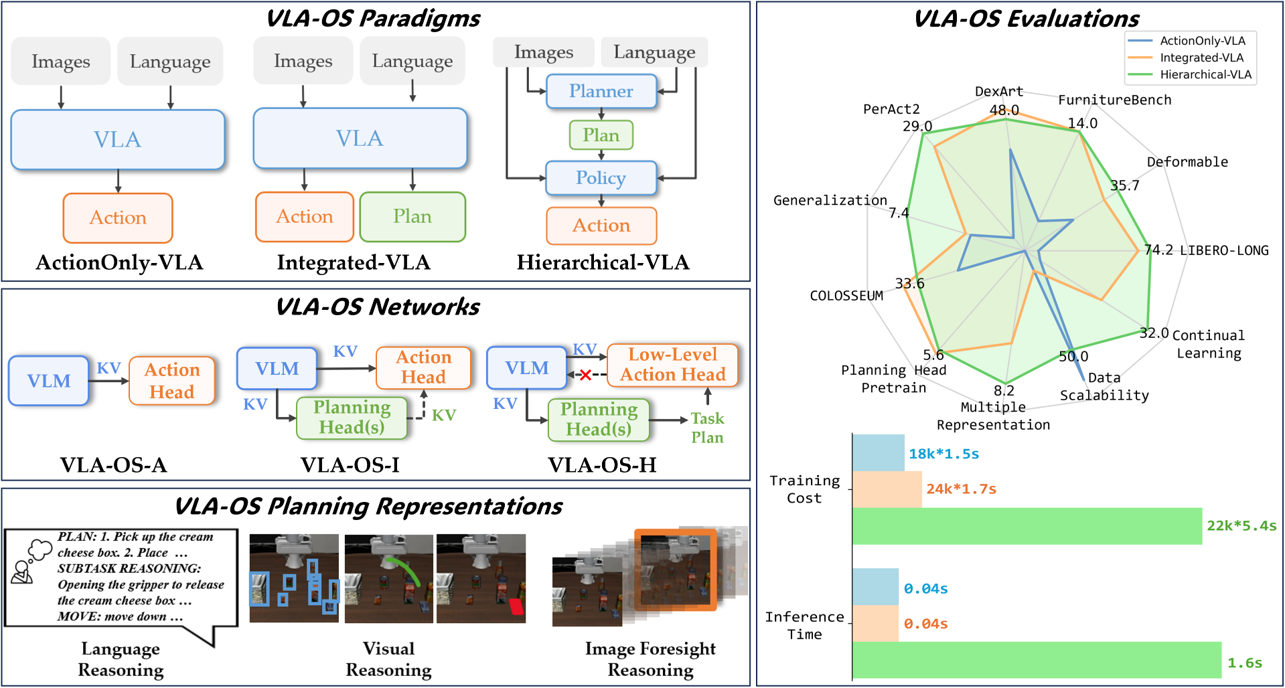 VLA-OS Paradigms
Images
Language
VLA
Action
ActionOnly-VLA
Images
Language
VLA
Action
Plan
Integrated-VLA
Images
Language
Planner
Plan
Policy
Action
Hierarchical-VLA
VLA-OS Networks
VLM
KV
Action
Head
VLA-OS-A
VLM
KV
Action
Head
KV
Planning
Head(s)
KV
VLA-OS-I
VLM
KV
Low-Level
Action Head
KV
Planning
Head(s)
Task
Plan
VLA-OS-H
VLA-OS Planning Representations
PLAN: 1. Pick up the cream
cheese box. 2. Place ...
SUBTASK REASONING:
Opening the gripper to release
the cream cheese box ...
MOVE: move down ...
Language
Reasoning
Visual
Reasoning
Image Foresight
Reasoning
VLA-OS Evaluations
ActionOnly-VLA
Integrated-VLA
Hierarchical-VLA
DexArt
48.0
FurnitureBench
14.0
PerAct2
29.0
Deformable
35.7
Generalization
7.4
74.2 LIBERO-LONG
COLOSSEUM
33.6
32.0 Continual
Learning
5.6
Planning Head
Pretrain
50.0
Data
Scalability
8.2
Multiple
Representation
Training
Cost
18k*1.5s
24k*1.7s
22k*5.4s
Inference
Time
0.04s
0.04s
1.6s